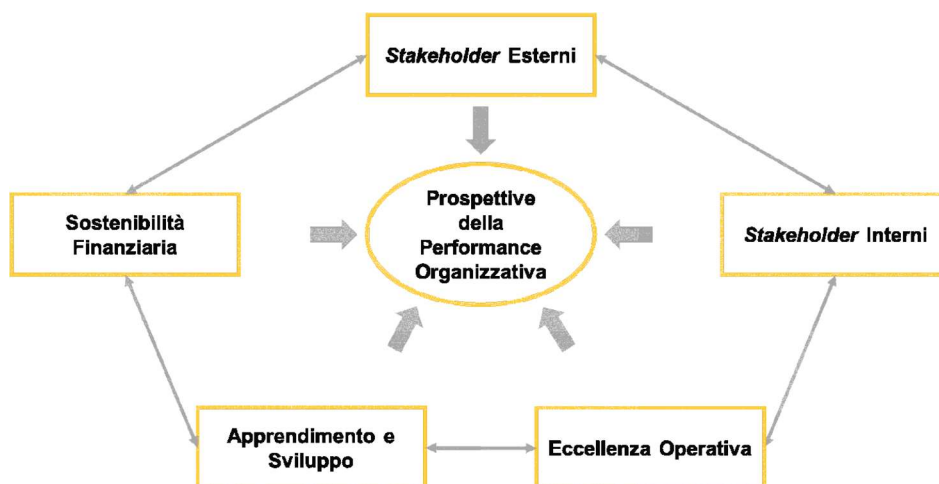 Stakeholder Esterni
Prospettive
della
Performance
Organizzativa
Sostenibilità
Finanziaria
Stakeholder Interni
Apprendimento e
Sviluppo
Eccellenza Operativa